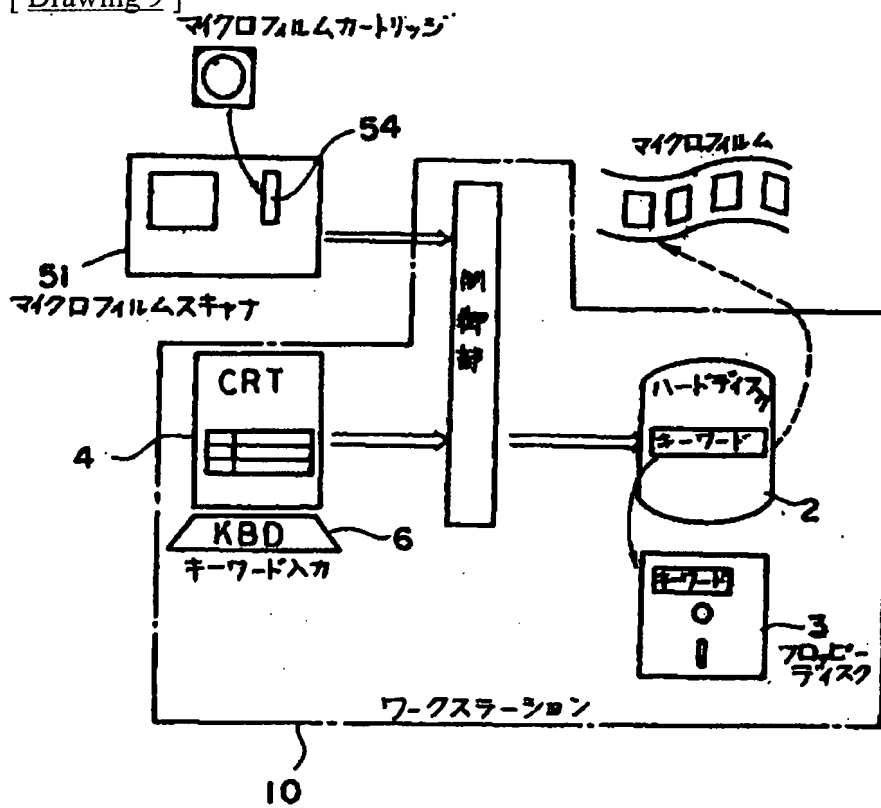 [ Drawing 9 ]
マイクロフィルムカートリッジ
54
マイクロフィルム
51
マイクロフィルムスキャナ
制
御
部
CRT
ハードディスク
4
キーワード
2
KBD
6
キーワード入力
キーワード
3
フロッピー
ディスク
ワークステーション
10